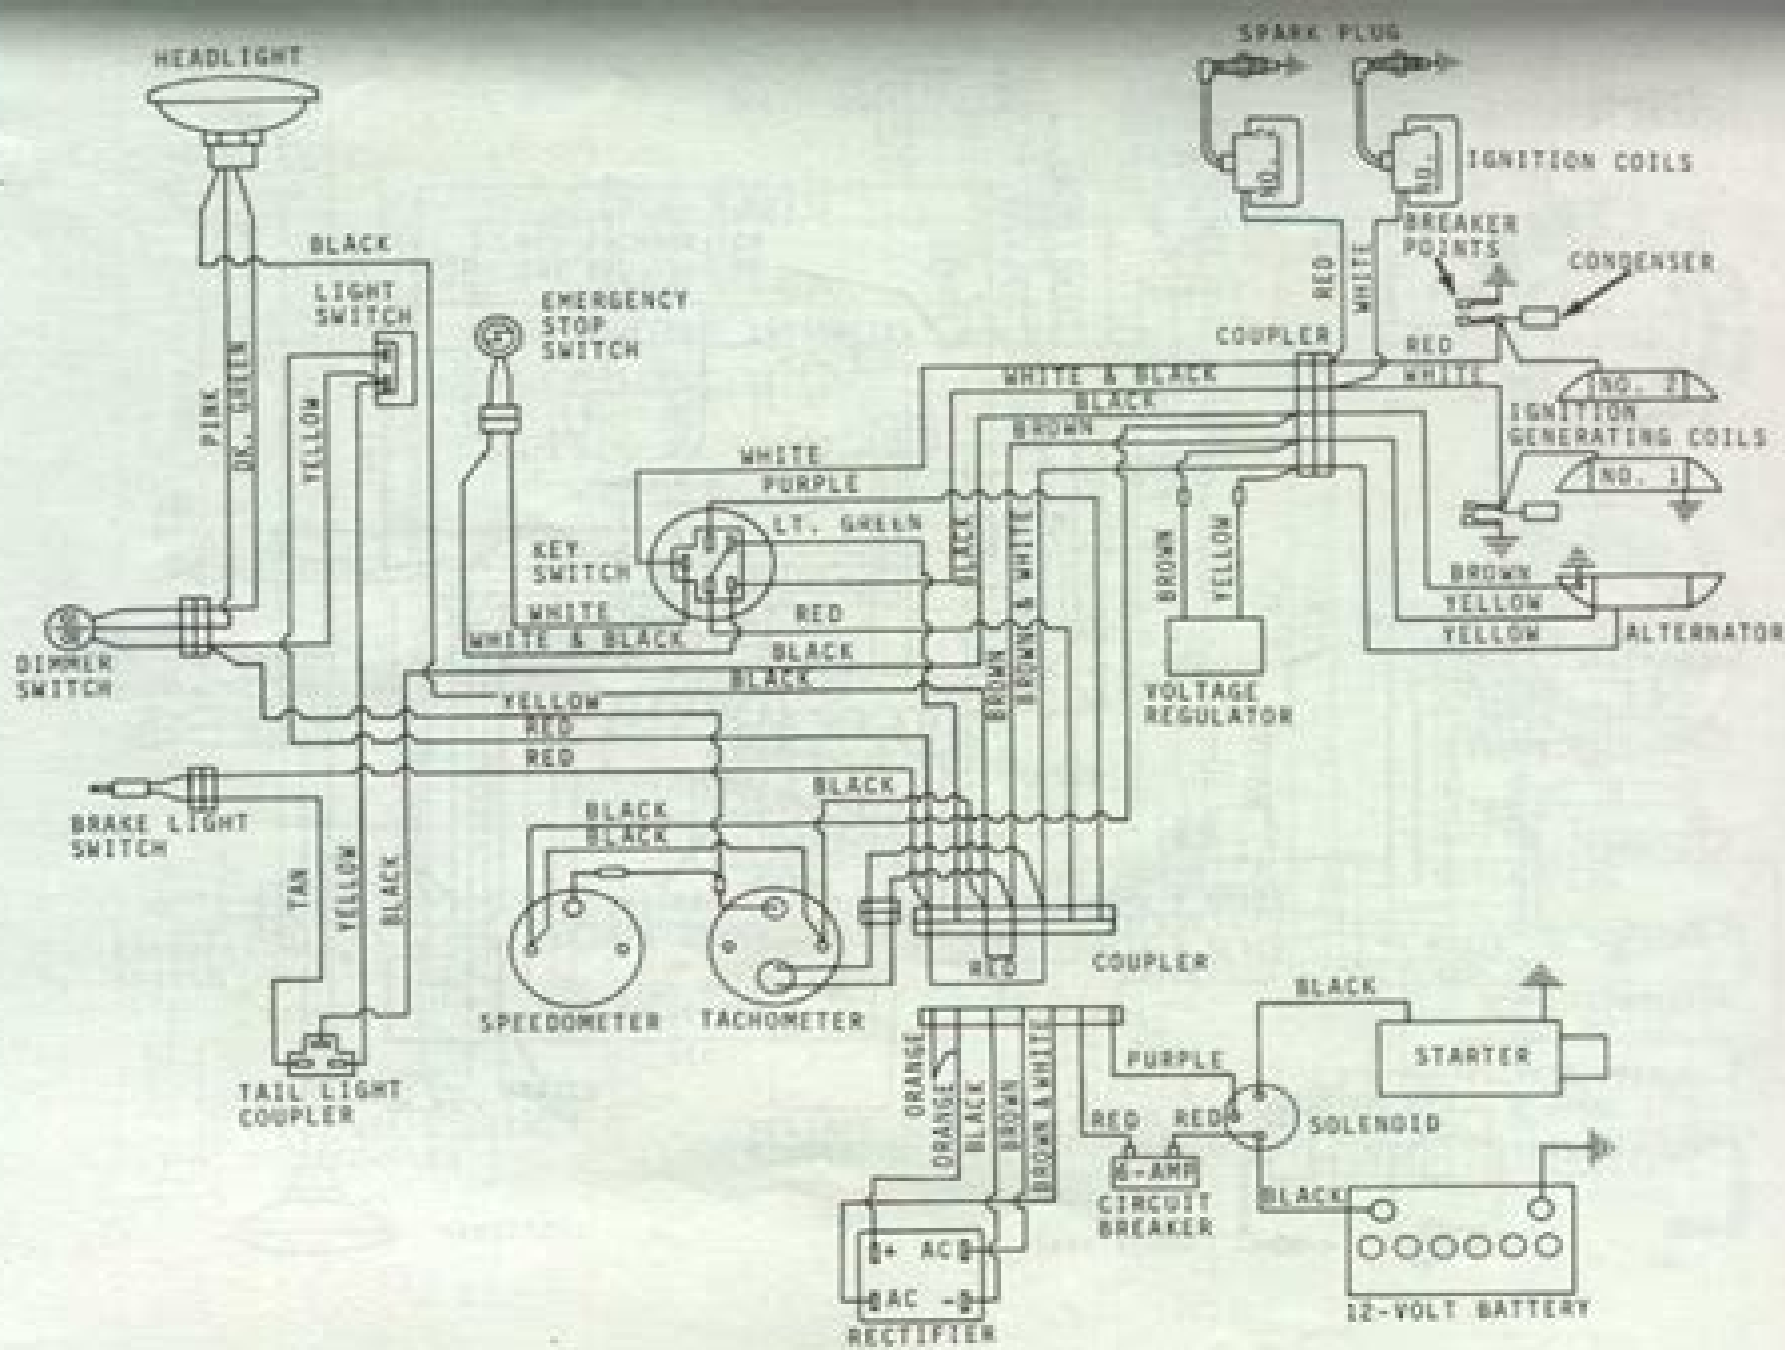 SPARK PLUG
HEADLIGHT
NO.
NO.
IGNITION COILS
BREAKER
POINTS
CONDENSER
BLACK
LIGHT
SWITCH
EMERGENCY
STOP
SWITCH
RED
WHITE
COUPLER
RED
WHITE
WHITE & BLACK
BLACK
BROWN
NO. 2
IGNITION
GENERATING COILS
NO. 1
PINK
DK. GREEN
YELLOW
WHITE
PURPLE
LT. GREEN
KEY
SWITCH
BLACK
BROWN & WHITE
BROWN
YELLOW
BROWN
YELLOW
YELLOW
ALTERNATOR
WHITE
WHITE & BLACK
RED
BLACK
BLACK
DIMMER
SWITCH
YELLOW
RED
RED
BROWN
BROWN & WHITE
VOLTAGE
REGULATOR
BRAKE LIGHT
SWITCH
BLACK
BLACK
BLACK
TAN
YELLOW
BLACK
RED
COUPLER
SPEEDOMETER
TACHOMETER
BLACK
STARTER
TAIL LIGHT
COUPLER
ORANGE
ORANGE
BLACK
BROWN
BROWN & WHITE
PURPLE
RED
RED
SOLENOID
6-AMP
CIRCUIT
BREAKER
BLACK
+ AC
AC -
RECTIFIER
12-VOLT BATTERY